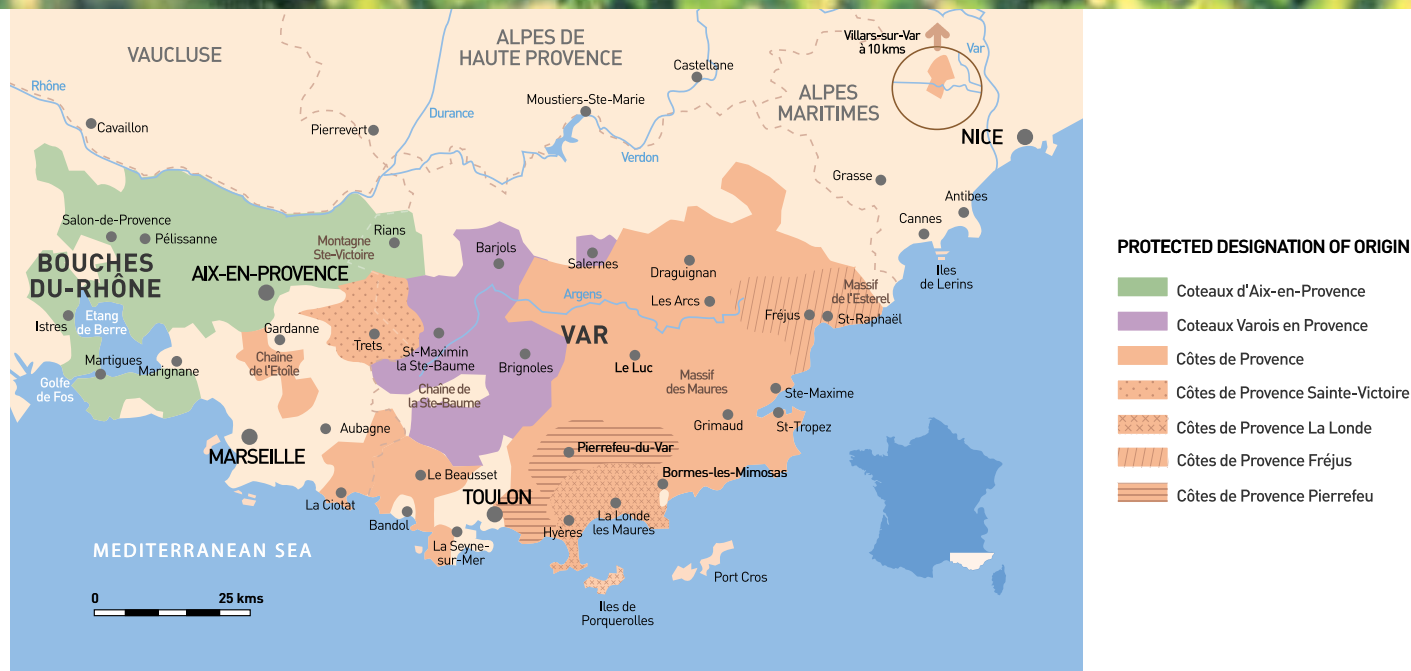 VAUCLUSE
ALPES DE
HAUTE PROVENCE
Villars-sur-Var
à 10 kms
Var
Castellane
ALPES
MARITIMES
Rhône
Moustiers-Ste-Marie
Durance
Cavaillon
Pierrevert
NICE
Verdon
Grasse
Antibes
Cannes
Iles
de Lerins
Salon-de-Provence
Pélissanne
Rians
Montagne
Ste-Victoire
Barjols
Salernes
Draguignan
BOUCHES
DU-RHÔNE
AIX-EN-PROVENCE
Les Arcs
Massif
de l'Esterel
Argens
Fréjus
St-Raphaël
Istres
Etang
de Berre
Gardanne
Trets
St-Maximin
la Ste-Baume
VAR
Martigues
Marignane
Chaîne
de l'Etoile
Brignoles
Le Luc
Massif
des Maures
Golfe
de Fos
Chaîne de
la Ste-Baume
Ste-Maxime
Grimaud
St-Tropez
Aubagne
MARSEILLE
Pierrefeu-du-Var
Le Beausset
Bormes-les-Mimosas
TOULON
La Ciotat
Bandol
Hyères
La Londe
les Maures
La Seyne-
sur-Mer
MEDITERRANEAN SEA
Port Cros
0 25 kms
Iles de
Porquerolles
PROTECTED DESIGNATION OF ORIGIN
Coteaux d'Aix-en-Provence
Coteaux Varois en Provence
Côtes de Provence
Côtes de Provence Sainte-Victoire
Côtes de Provence La Londe
Côtes de Provence Fréjus
Côtes de Provence Pierrefeu